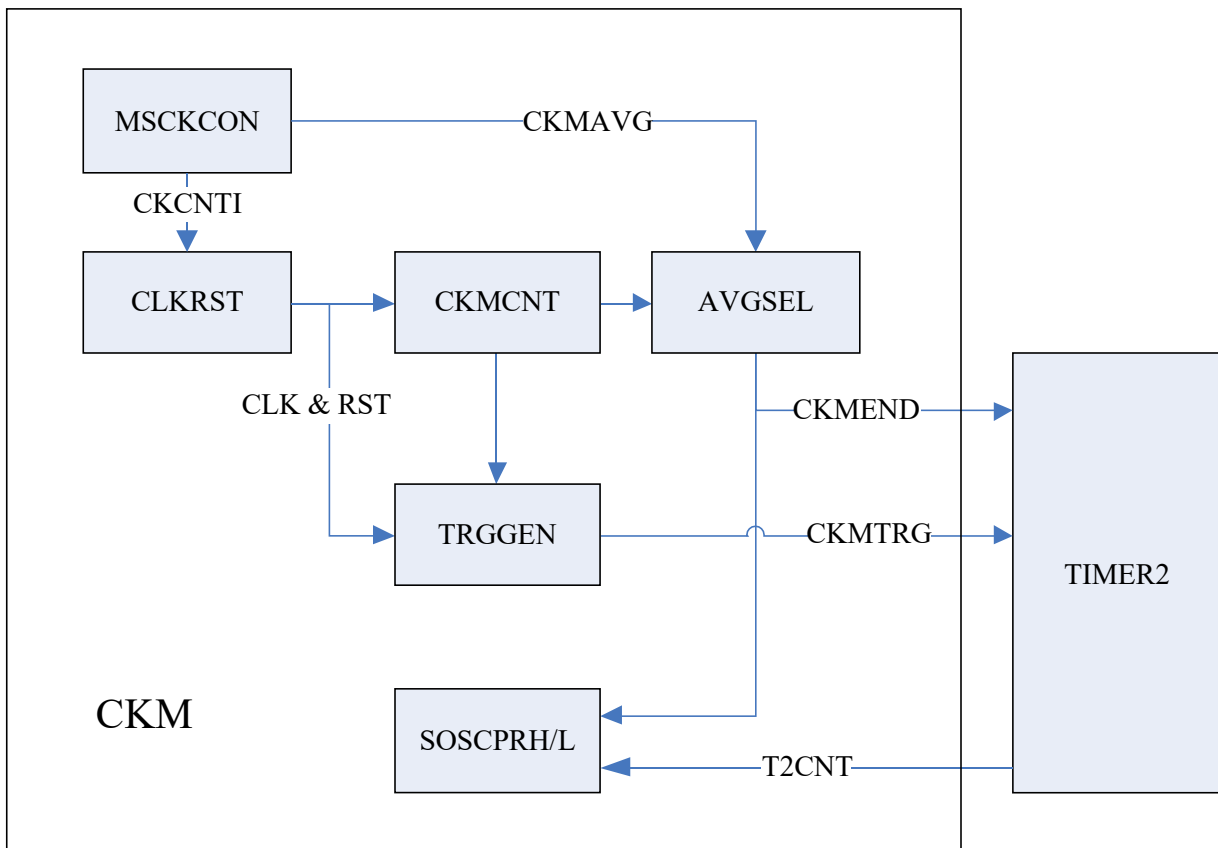 MSCKCON
CKMAVG
CKCNTI
CLKRST
CKMCNT
AVGSEL
CLK & RST
CKMEND
TRGGEN
CKMTRG
TIMER2
CKM
SOSCPRH/L
T2CNT